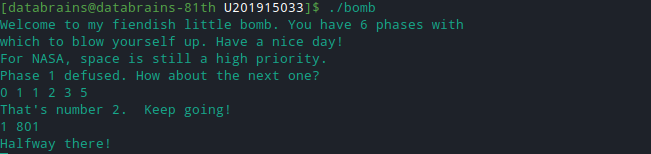 [databrains@databrains-81th U201915033]$ ./bomb
Welcome to my fiendish little bomb. You have 6 phases with
which to blow yourself up. Have a nice day!
For NASA, space is still a high priority.
Phase 1 defused. How about the next one?
0 1 1 2 3 5
That's number 2.  Keep going!
1 801
Halfway there!